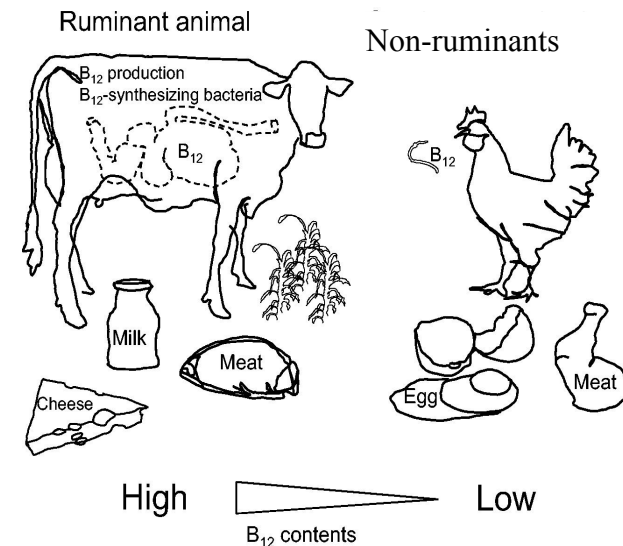 Ruminant animal
Non-ruminants
B₁₂ production
B₁₂-synthesizing bacteria
B₁₂
B₁₂
Milk
Meat
Cheese
Egg
Meat
High
Low
B₁₂ contents